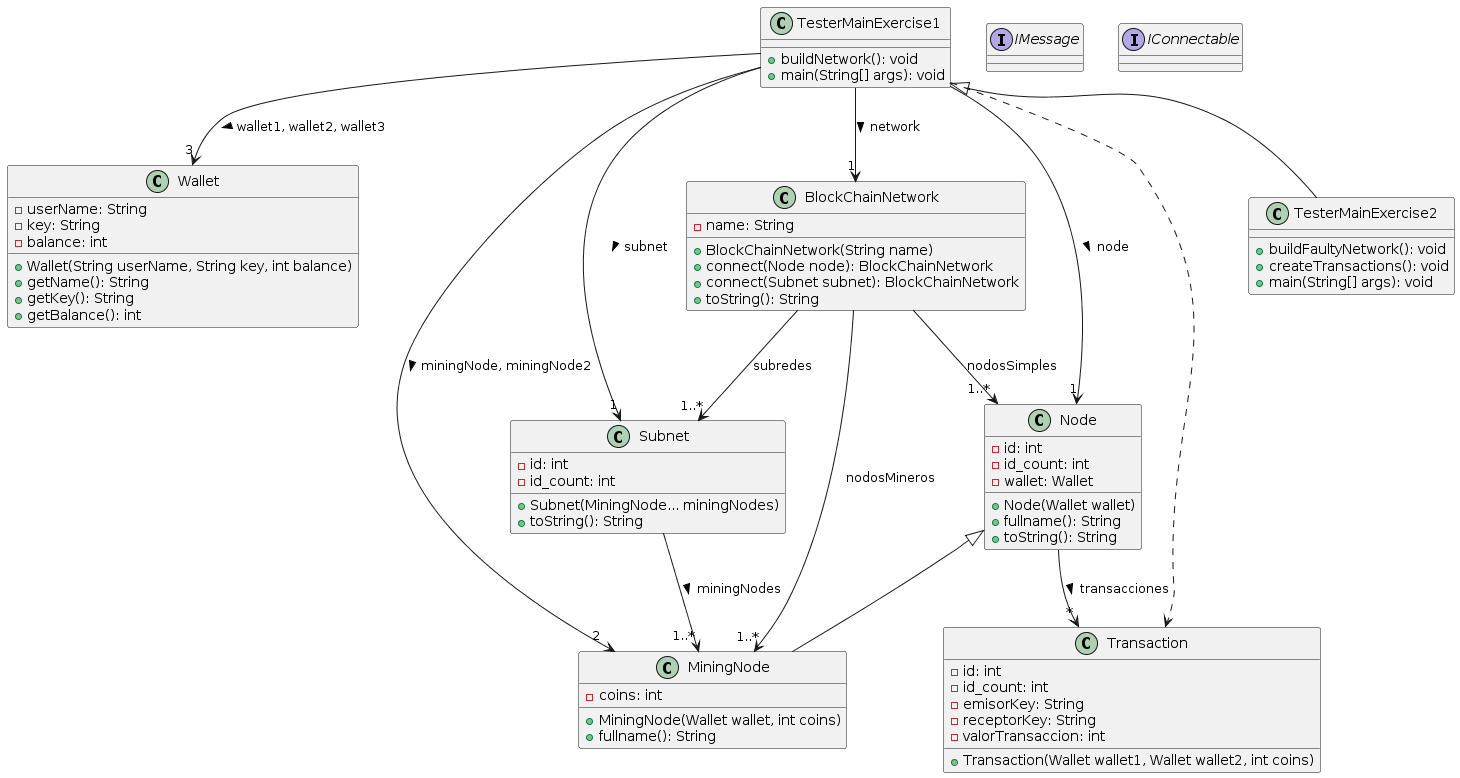 C TesterMainExercise1
buildNetwork(): void
main(String[] args): void
I IMessage
I IConnectable
wallet1, wallet2, wallet3
network
3
1
C Wallet
userName: String
key: String
balance: int
Wallet(String userName, String key, int balance)
getName(): String
getKey(): String
getBalance(): int
subnet
C BlockChainNetwork
name: String
BlockChainNetwork(String name)
connect(Node node): BlockChainNetwork
connect(Subnet subnet): BlockChainNetwork
toString(): String
node
C TesterMainExercise2
buildFaultyNetwork(): void
createTransactions(): void
main(String[] args): void
miningNode, miningNode2
subredes
nodosSimples
1
1..*
1..*
1
C Subnet
id: int
id_count: int
Subnet(MiningNode... miningNodes)
toString(): String
nodosMineros
C Node
id: int
id_count: int
wallet: Wallet
Node(Wallet wallet)
fullname(): String
toString(): String
miningNodes
transacciones
2
1..*
1..*
*
C MiningNode
coins: int
MiningNode(Wallet wallet, int coins)
fullname(): String
C Transaction
id: int
id_count: int
emisorKey: String
receptorKey: String
valorTransaccion: int
Transaction(Wallet wallet1, Wallet wallet2, int coins)